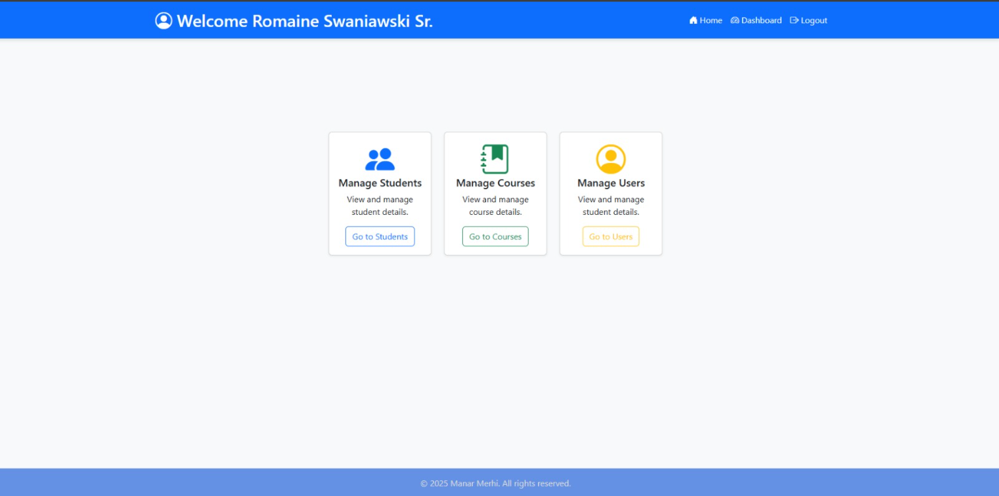 Welcome Romaine Swaniawski Sr.
Home Dashboard Logout
Manage Students
View and manage
student details.
Go to Students
Manage Courses
View and manage
course details.
Go to Courses
Manage Users
View and manage
student details.
Go to Users
© 2025 Manar Merhi. All rights reserved.